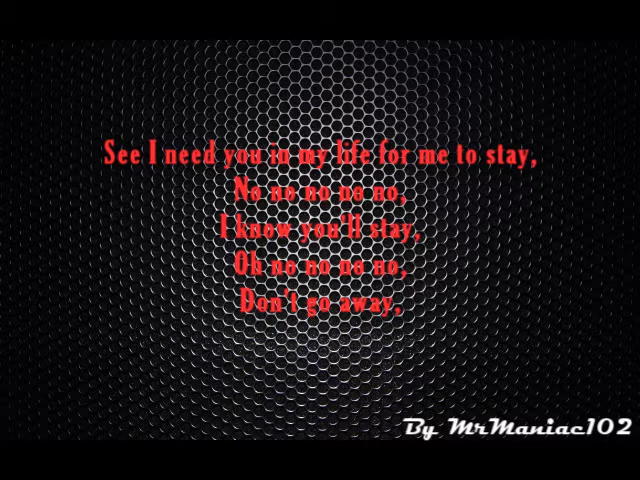 See I need you in my life for me to stay,
No no no no no,
I know you'll stay,
Oh no no no no,
Don't go away,
By MrManiac102